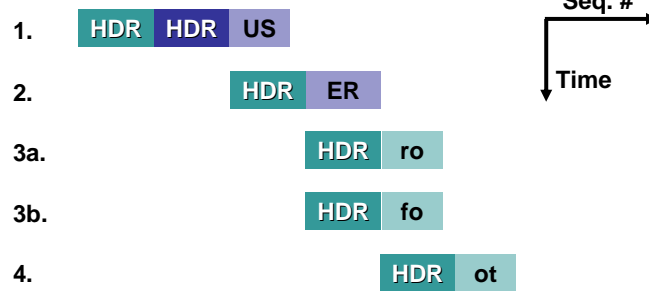 Seq. #
1. HDR HDR US
Time
2. HDR ER
3a. HDR ro
3b. HDR fo
4. HDR ot